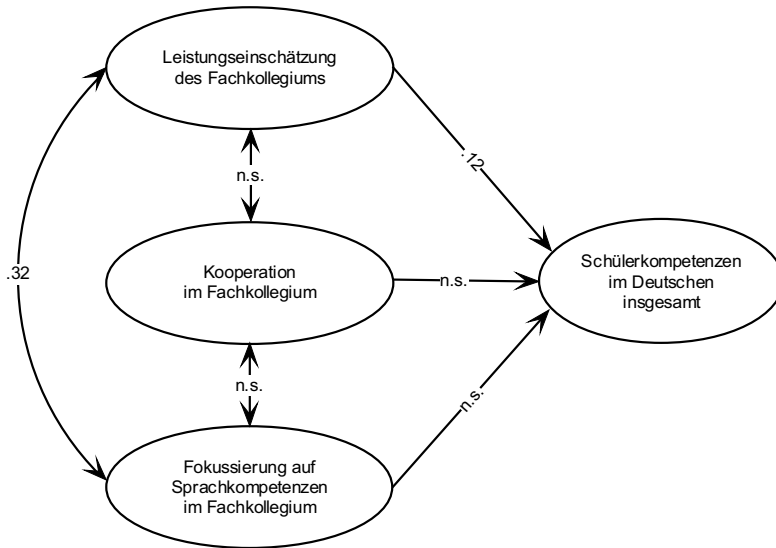 Leistungseinschätzung
des Fachkollegiums
.12
n.s.
.32
Kooperation
im Fachkollegium
n.s.
Schülerkompetenzen
im Deutschen
insgesamt
n.s.
n.s.
Fokussierung auf
Sprachkompetenzen
im Fachkollegium